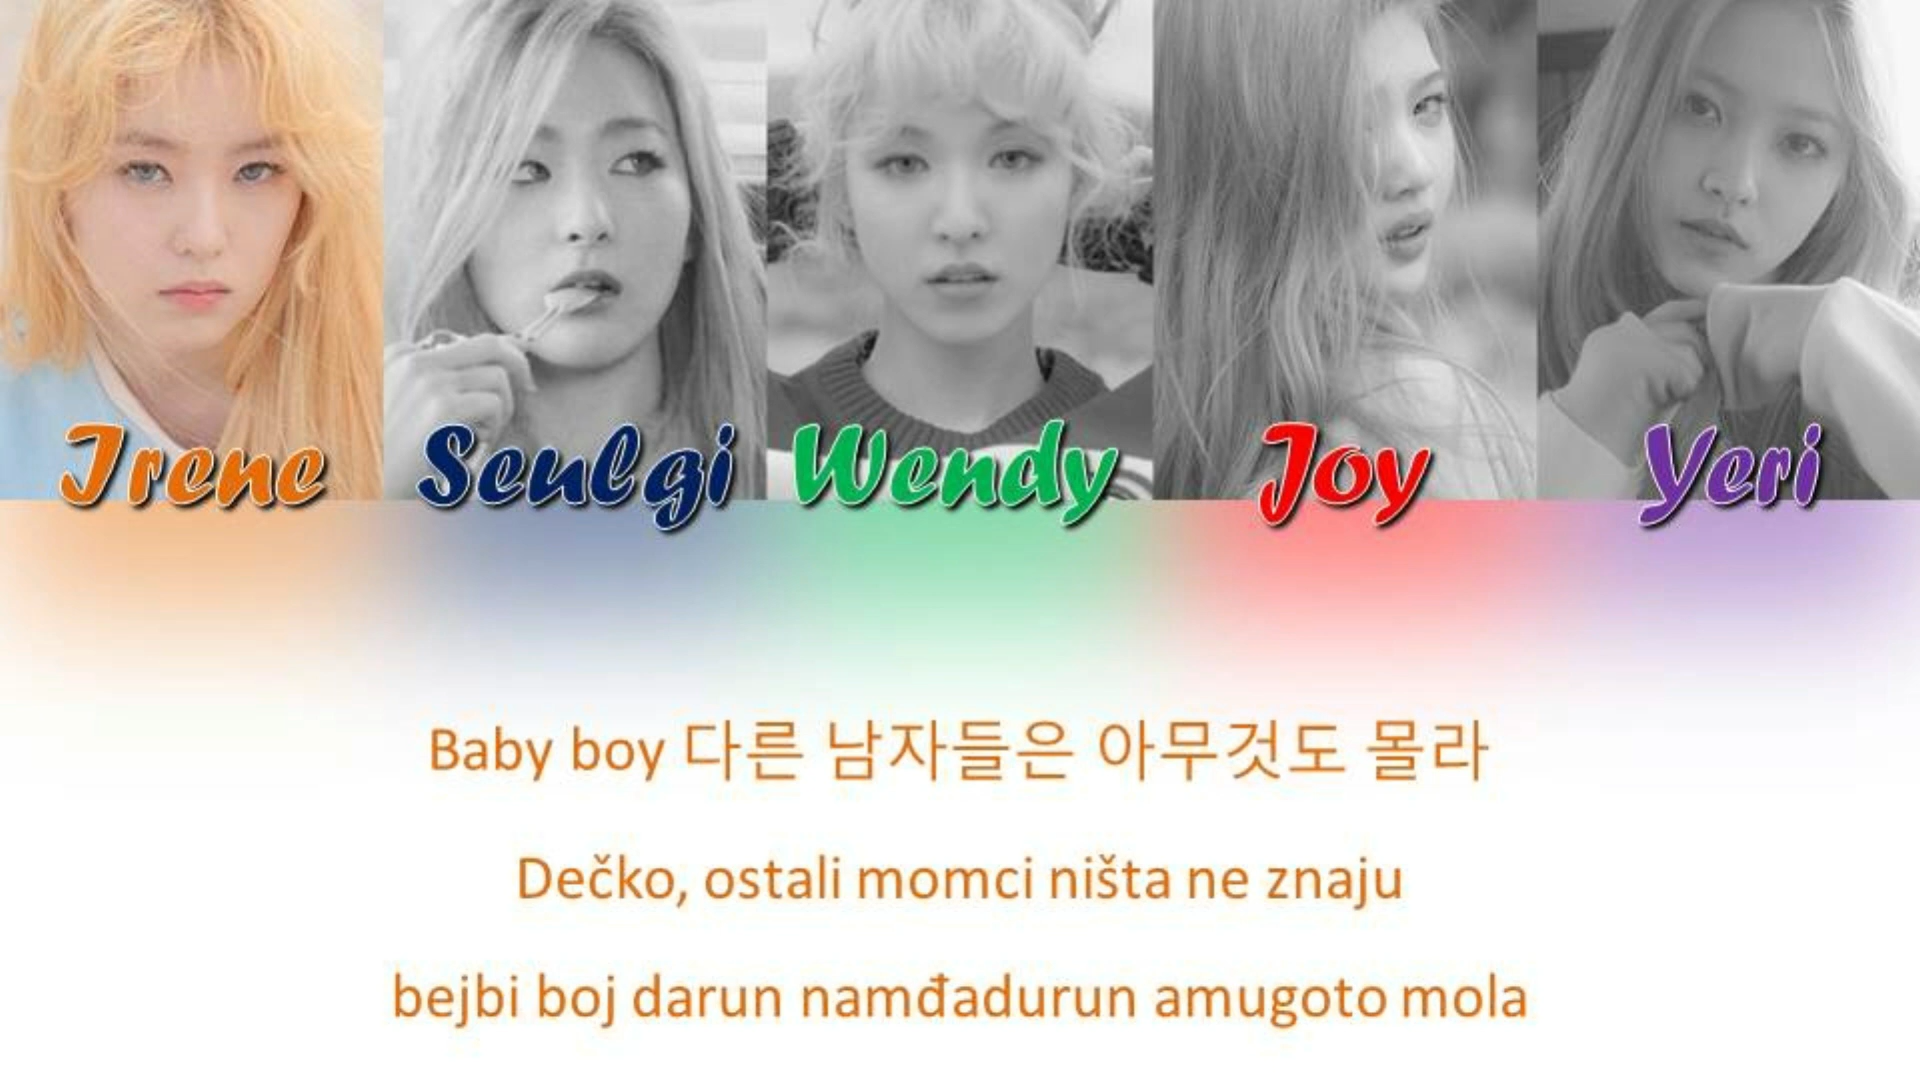 Irene Seulgi Wendy Joy Yeri
Baby boy 다른 남자들은 아무것도 몰라
Dečko, ostali momci ništa ne znaju
bejbi boj darun namđadurun amugoto mola